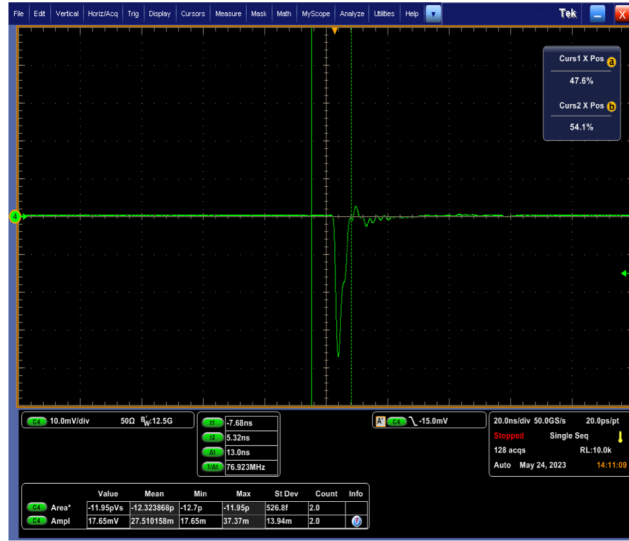 File Edit Vertical Horiz/Acq Trig Display Cursors Measure Mask Math MyScope Analyze Utilities Help Tek X
Curs1 X Pos a
47.6%
Curs2 X Pos b
54.1%
4
C4 10.0mV/div 50Ω BW:12.5G
t1 -7.68ns
t2 5.32ns
Δt 13.0ns
1/Δt 76.923MHz
A' C4 -15.0mV
20.0ns/div 50.0GS/s 20.0ps/pt
Stopped Single Seq
128 acqs RL:10.0k
Auto May 24, 2023 14:11:09
Value Mean Min Max St Dev Count Info
C4 Area* -11.95pVs -12.323868p -12.7p -11.95p 526.8f 2.0
C4 Ampl 17.65mV 27.510158m 17.65m 37.37m 13.94m 2.0